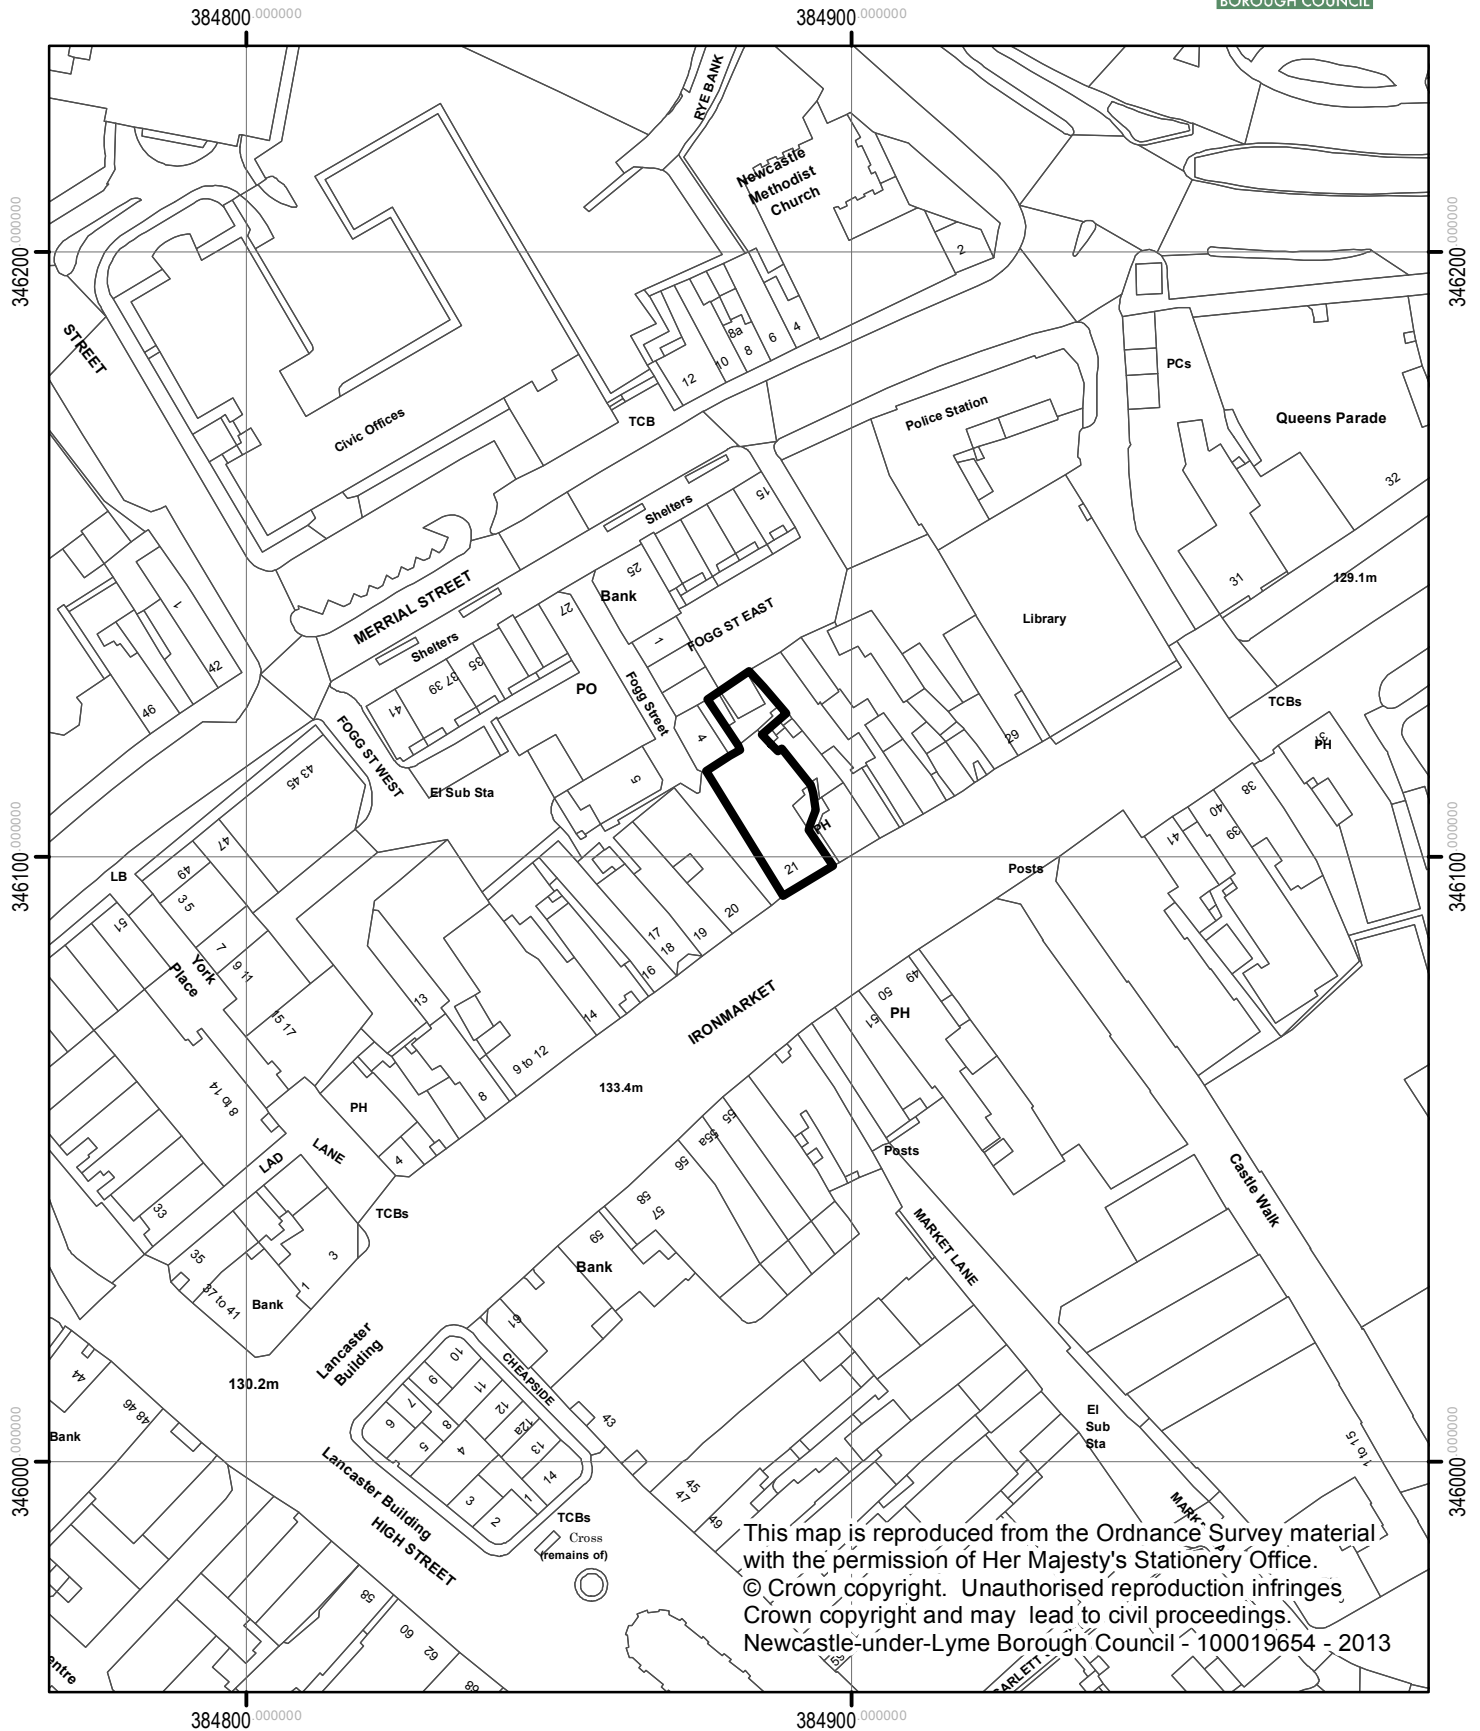 BOROUGH COUNCIL
384800.000000
384900.000000
346200.000000
346200.000000
RYE BANK
Newcastle
Methodist
Church
2
STREET
8a
4
6
8
10
12
PCs
Civic Offices
TCB
Police Station
Queens Parade
32
Shelters
15
25
Bank
MERRIAL STREET
27
31
129.1m
1
FOGG ST EAST
1
Library
Shelters
35
37 39
41
42
46
PO
Fogg Street
FOGG ST WEST
4
29
TCBs
37
PH
43 45
El Sub Sta
5
38
40
39
41
47
49
PH
346100.000000
346100.000000
LB
21
Posts
3 5
51
20
7
York
Place
9 11
17
18
19
16
49
50
51
PH
13
15 17
14
IRONMARKET
9 to 12
133.4m
8 to 14
PH
8
55
55a
LANE
LAD
4
56
Posts
Castle Walk
33
TCBs
58
57
59
MARKET LANE
35
3
Bank
1
37 to 41
Bank
61
Lancaster
Building
10
CHEAPSIDE
44
130.2m
9
11
7
12
48 46
6
8
12a
43
El
Sub
Sta
Bank
5
4
13
1 to 15
346000.000000
346000.000000
Lancaster Building
14
45
47
3
1
2
49
HIGH STREET
TCBs
Cross
(remains of)
This map is reproduced from the Ordnance Survey material
with the permission of Her Majesty's Stationery Office.
© Crown copyright. Unauthorised reproduction infringes
Crown copyright and may lead to civil proceedings.
Newcastle-under-Lyme Borough Council - 100019654 - 2013
58
60
62
68
entre
384800.000000
384900.000000